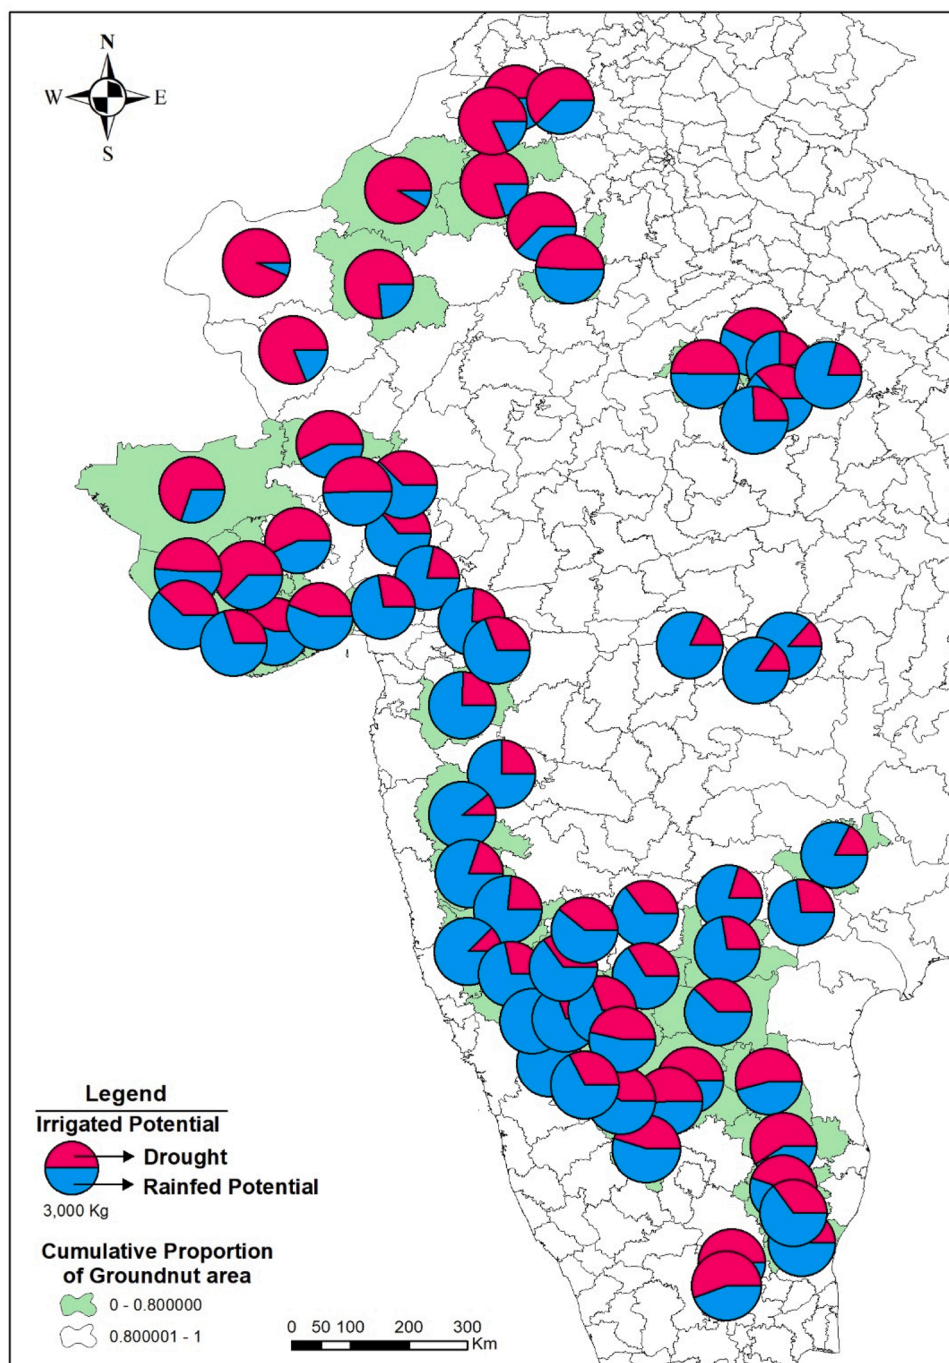 N
W E
S
Legend
Irrigated Potential
Drought
Rainfed Potential
3,000 Kg
Cumulative Proportion
of Groundnut area
0 - 0.800000
0.800001 - 1
0 50 100 200 300
Km